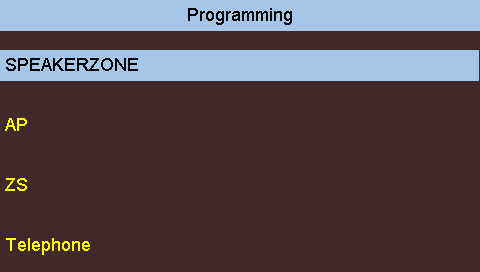 Programming
SPEAKERZONE
AP
ZS
Telephone